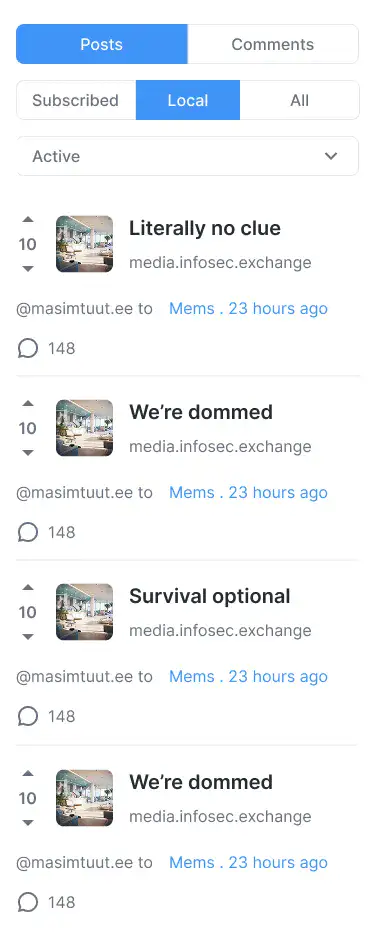 Posts Comments
Subscribed Local All
Active
Literally no clue
10
media.infosec.exchange
@masimtuut.ee to Mems . 23 hours ago
148
We’re dommed
10
media.infosec.exchange
@masimtuut.ee to Mems . 23 hours ago
148
Survival optional
10
media.infosec.exchange
@masimtuut.ee to Mems . 23 hours ago
148
We’re dommed
10
media.infosec.exchange
@masimtuut.ee to Mems . 23 hours ago
148